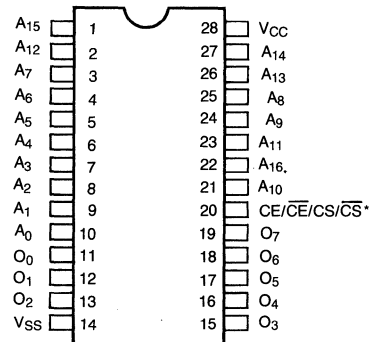 A15 1 28 VCC
A12 2 27 A14
A7 3 26 A13
A6 4 25 A8
A5 5 24 A9
A4 6 23 A11
A3 7 22 A16.
A2 8 21 A10
A1 9 20 CE/C̅E̅/CS/C̅S̅*
A0 10 19 O7
O0 11 18 O6
O1 12 17 O5
O2 13 16 O4
VSS 14 15 O3